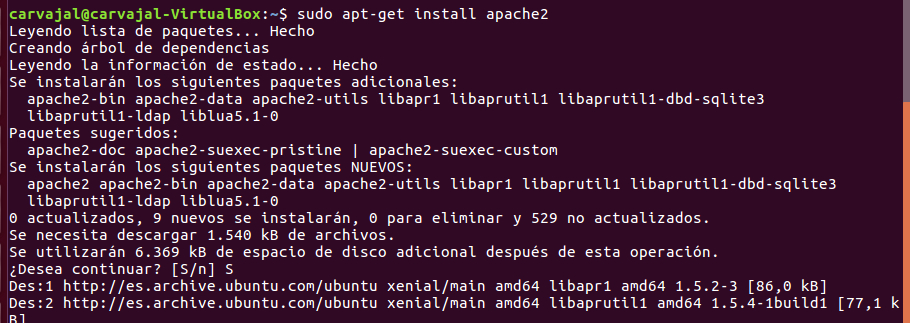 carvajal@carvajal-VirtualBox:~$ sudo apt-get install apache2
Leyendo lista de paquetes... Hecho
Creando árbol de dependencias
Leyendo la información de estado... Hecho
Se instalarán los siguientes paquetes adicionales:
  apache2-bin apache2-data apache2-utils libapr1 libaprutil1 libaprutil1-dbd-sqlite3
  libaprutil1-ldap liblua5.1-0
Paquetes sugeridos:
  apache2-doc apache2-suexec-pristine | apache2-suexec-custom
Se instalarán los siguientes paquetes NUEVOS:
  apache2 apache2-bin apache2-data apache2-utils libapr1 libaprutil1 libaprutil1-dbd-sqlite3
  libaprutil1-ldap liblua5.1-0
0 actualizados, 9 nuevos se instalarán, 0 para eliminar y 529 no actualizados.
Se necesita descargar 1.540 kB de archivos.
Se utilizarán 6.369 kB de espacio de disco adicional después de esta operación.
¿Desea continuar? [S/n] S
Des:1 http://es.archive.ubuntu.com/ubuntu xenial/main amd64 libapr1 amd64 1.5.2-3 [86,0 kB]
Des:2 http://es.archive.ubuntu.com/ubuntu xenial/main amd64 libaprutil1 amd64 1.5.4-1build1 [77,1 k
B]